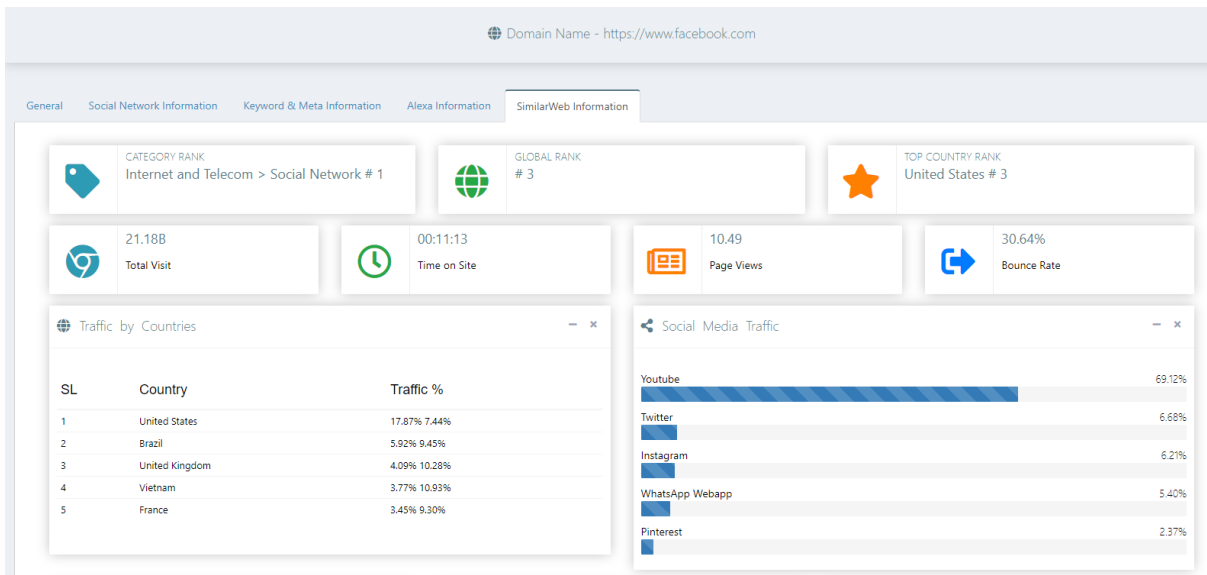 Domain Name - https://www.facebook.com
General Social Network Information Keyword & Meta Information Alexa Information SimilarWeb Information
CATEGORY RANK
Internet and Telecom > Social Network # 1
GLOBAL RANK
# 3
TOP COUNTRY RANK
United States # 3
21.18B
Total Visit
00:11:13
Time on Site
10.49
Page Views
30.64%
Bounce Rate
Traffic by Countries
SL Country Traffic %
1 United States 17.87% 7.44%
2 Brazil 5.92% 9.45%
3 United Kingdom 4.09% 10.28%
4 Vietnam 3.77% 10.93%
5 France 3.45% 9.30%
Social Media Traffic
Youtube 69.12%
Twitter 6.68%
Instagram 6.21%
WhatsApp Webapp 5.40%
Pinterest 2.37%